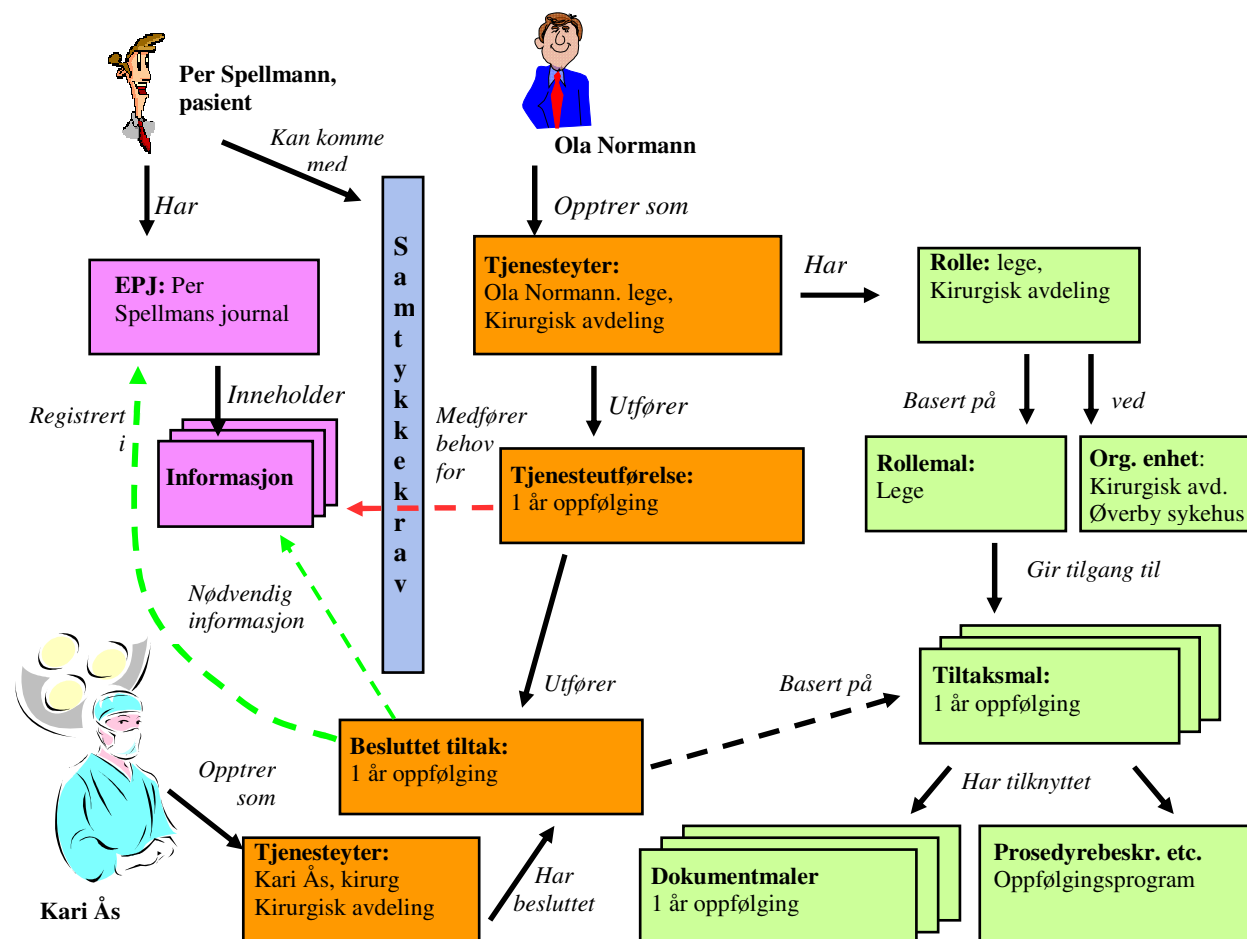 Per Spellmann,
pasient
Ola Normann
Kan komme
med
Har
Opptrer som
Samtykkekrav
EPJ: Per
Spellmans journal
Tjenesteyter:
Ola Normann. lege,
Kirurgisk avdeling
Har
Rolle: lege,
Kirurgisk avdeling
Registrert
i
Inneholder
Medfører
behov
for
Utfører
Basert på
ved
Informasjon
Tjenesteutførelse:
1 år oppfølging
Rollemal:
Lege
Org. enhet:
Kirurgisk avd.
Øverby sykehus
Nødvendig
informasjon
Gir tilgang til
Utfører
Basert på
Tiltaksmal:
1 år oppfølging
Besluttet tiltak:
1 år oppfølging
Opptrer
som
Har tilknyttet
Tjenesteyter:
Kari Ås, kirurg
Kirurgisk avdeling
Har
besluttet
Dokumentmaler
1 år oppfølging
Prosedyrebeskr. etc.
Oppfølgingsprogram
Kari Ås